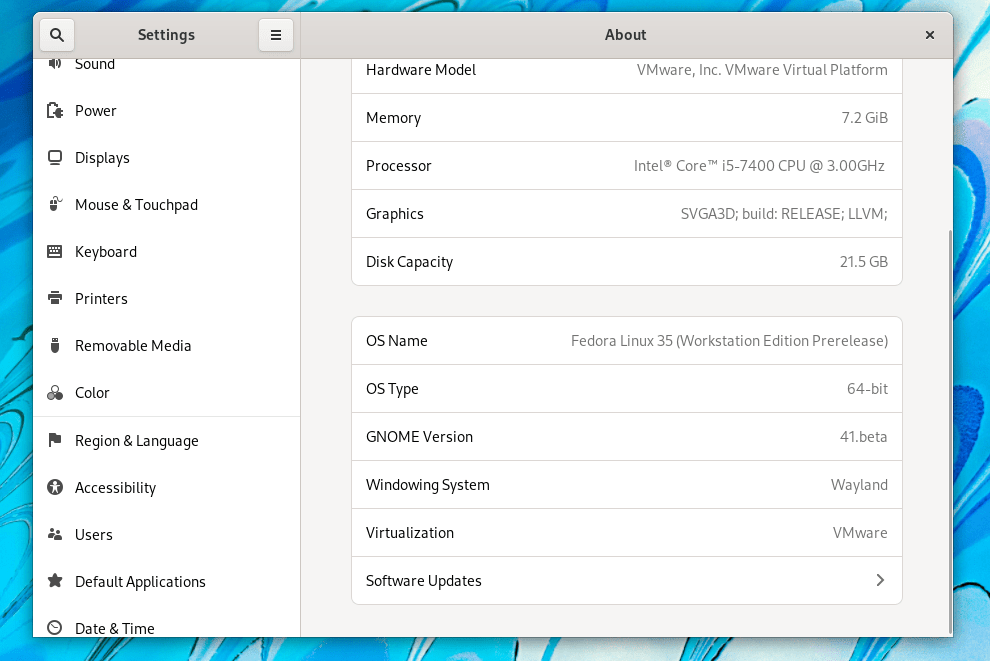 Settings
About
Sound
Power
Displays
Mouse & Touchpad
Keyboard
Printers
Removable Media
Color
Region & Language
Accessibility
Users
Default Applications
Date & Time
Hardware Model VMware, Inc. VMware Virtual Platform
Memory 7.2 GiB
Processor Intel® Core™ i5-7400 CPU @ 3.00GHz
Graphics SVGA3D; build: RELEASE; LLVM;
Disk Capacity 21.5 GB
OS Name Fedora Linux 35 (Workstation Edition Prerelease)
OS Type 64-bit
GNOME Version 41.beta
Windowing System Wayland
Virtualization VMware
Software Updates